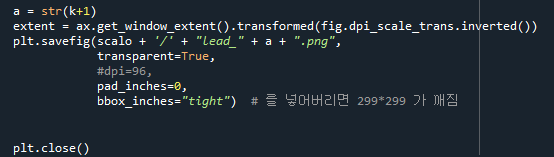 a = str(k+1)
extent = ax.get_window_extent().transformed(fig.dpi_scale_trans.inverted())
plt.savefig(scalo + '/' + "lead_" + a + ".png",
transparent=True,
#dpi=96,
pad_inches=0,
bbox_inches="tight") # 를 넣어버리면 299*299 가 깨짐
plt.close()